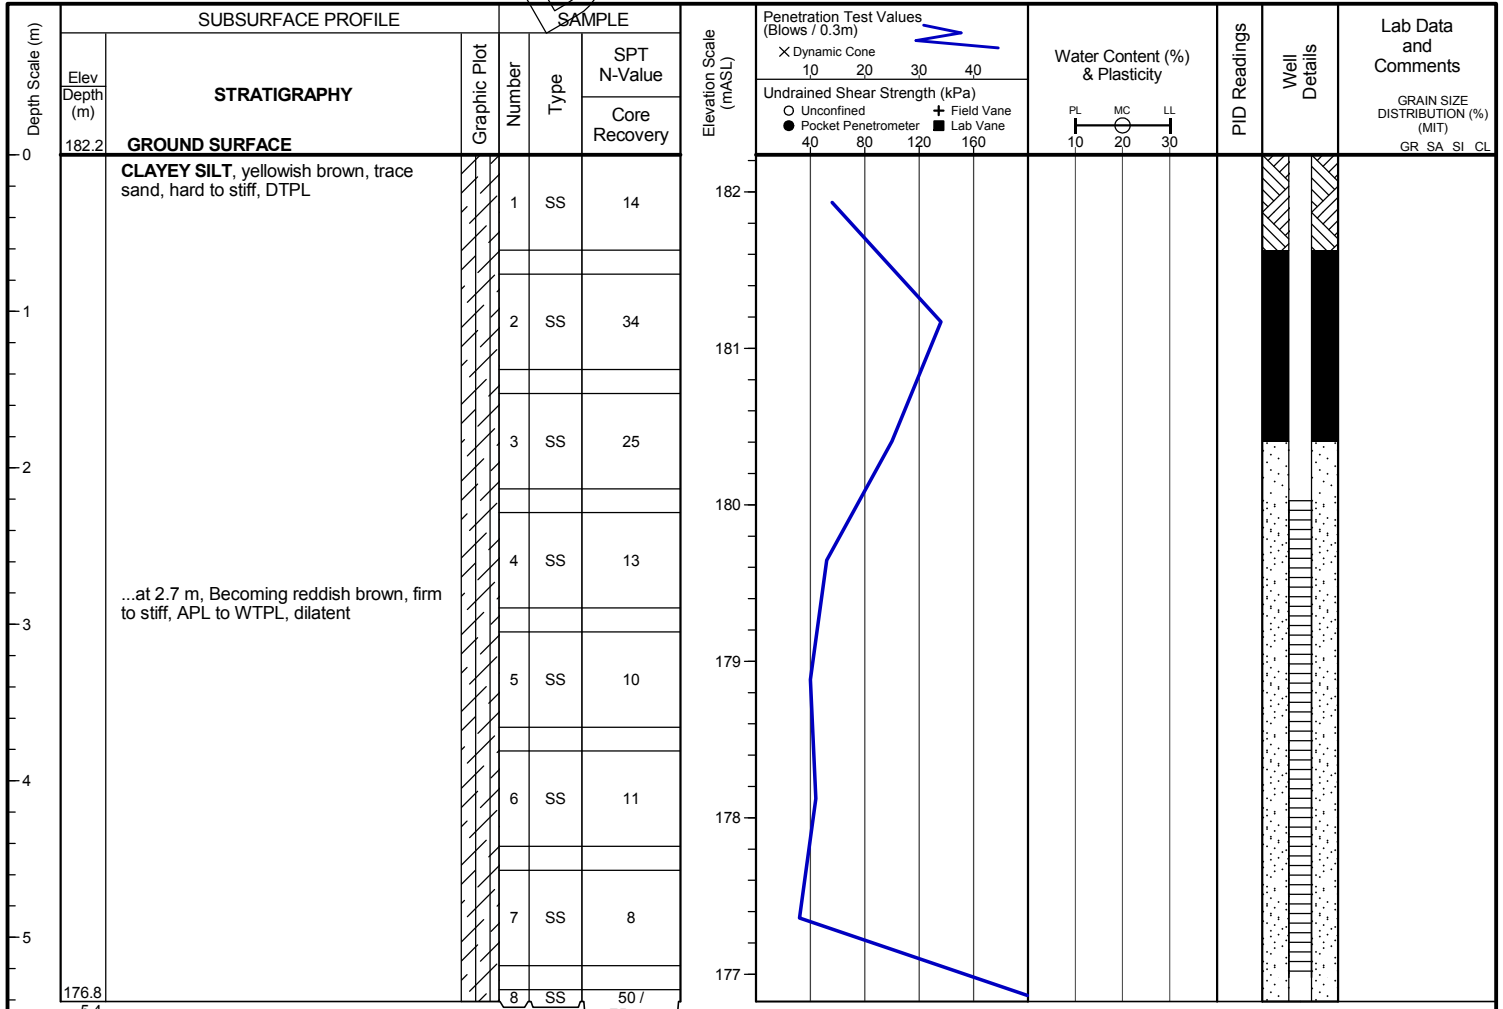 SUBSURFACE PROFILE
SAMPLE
Depth Scale (m)
Elev
Depth
(m)
STRATIGRAPHY
Graphic Plot
Number
Type
SPT
N-Value
Core
Recovery
Elevation Scale
(mASL)
Penetration Test Values
(Blows / 0.3m)
× Dynamic Cone
10 20 30 40
Undrained Shear Strength (kPa)
Unconfined + Field Vane
Pocket Penetrometer Lab Vane
40 80 120 160
Water Content (%)
& Plasticity
PL MC LL
10 20 30
PID Readings
Well
Details
Lab Data
and
Comments
GRAIN SIZE
DISTRIBUTION (%)
(MIT)
GR SA SI CL
182.2 GROUND SURFACE
0
CLAYEY SILT, yellowish brown, trace
sand, hard to stiff, DTPL
1 SS 14
182
1
2 SS 34
181
3 SS 25
2
180
4 SS 13
...at 2.7 m, Becoming reddish brown, firm
to stiff, APL to WTPL, dilatent
3
179
5 SS 10
4
6 SS 11
178
7 SS 8
5
177
176.8
8 SS 50 /
5.4